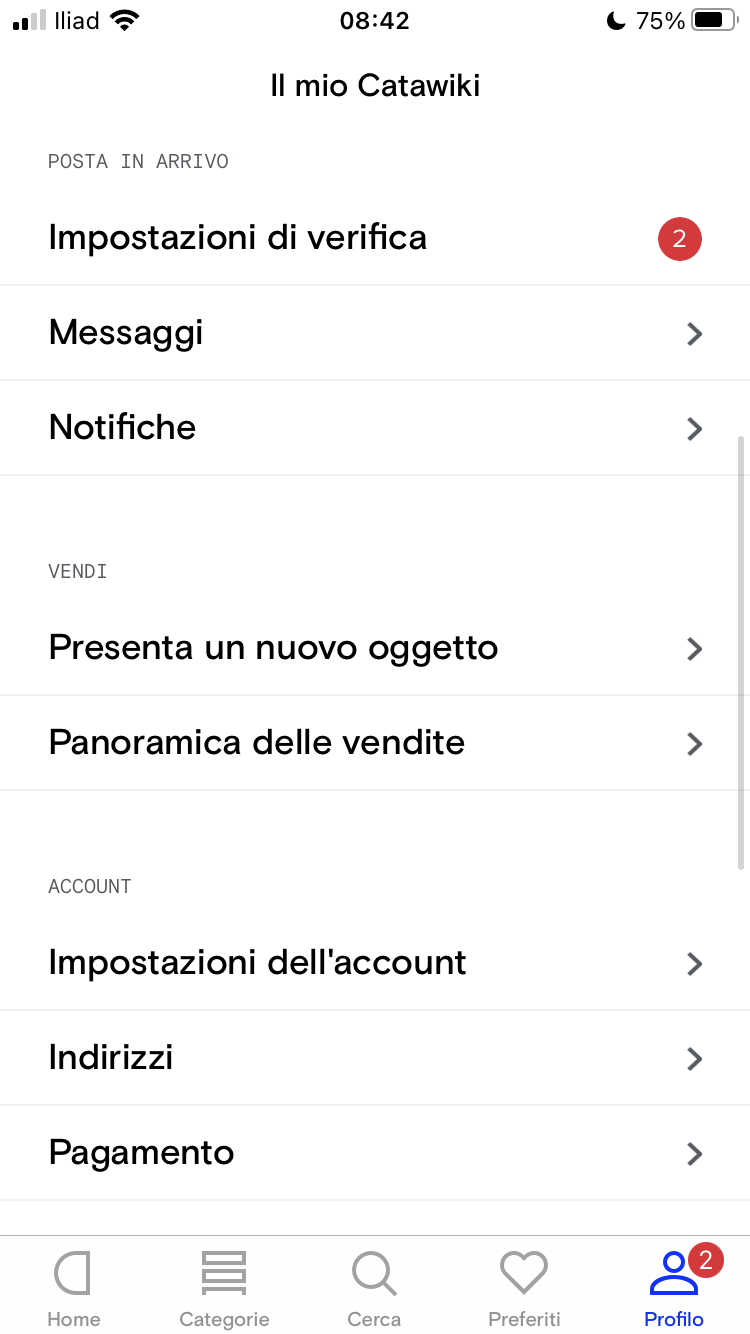 Iliad 08:42 75%
Il mio Catawiki
POSTA IN ARRIVO
Impostazioni di verifica 2
Messaggi
Notifiche
VENDI
Presenta un nuovo oggetto
Panoramica delle vendite
ACCOUNT
Impostazioni dell'account
Indirizzi
Pagamento
2
Home Categorie Cerca Preferiti Profilo